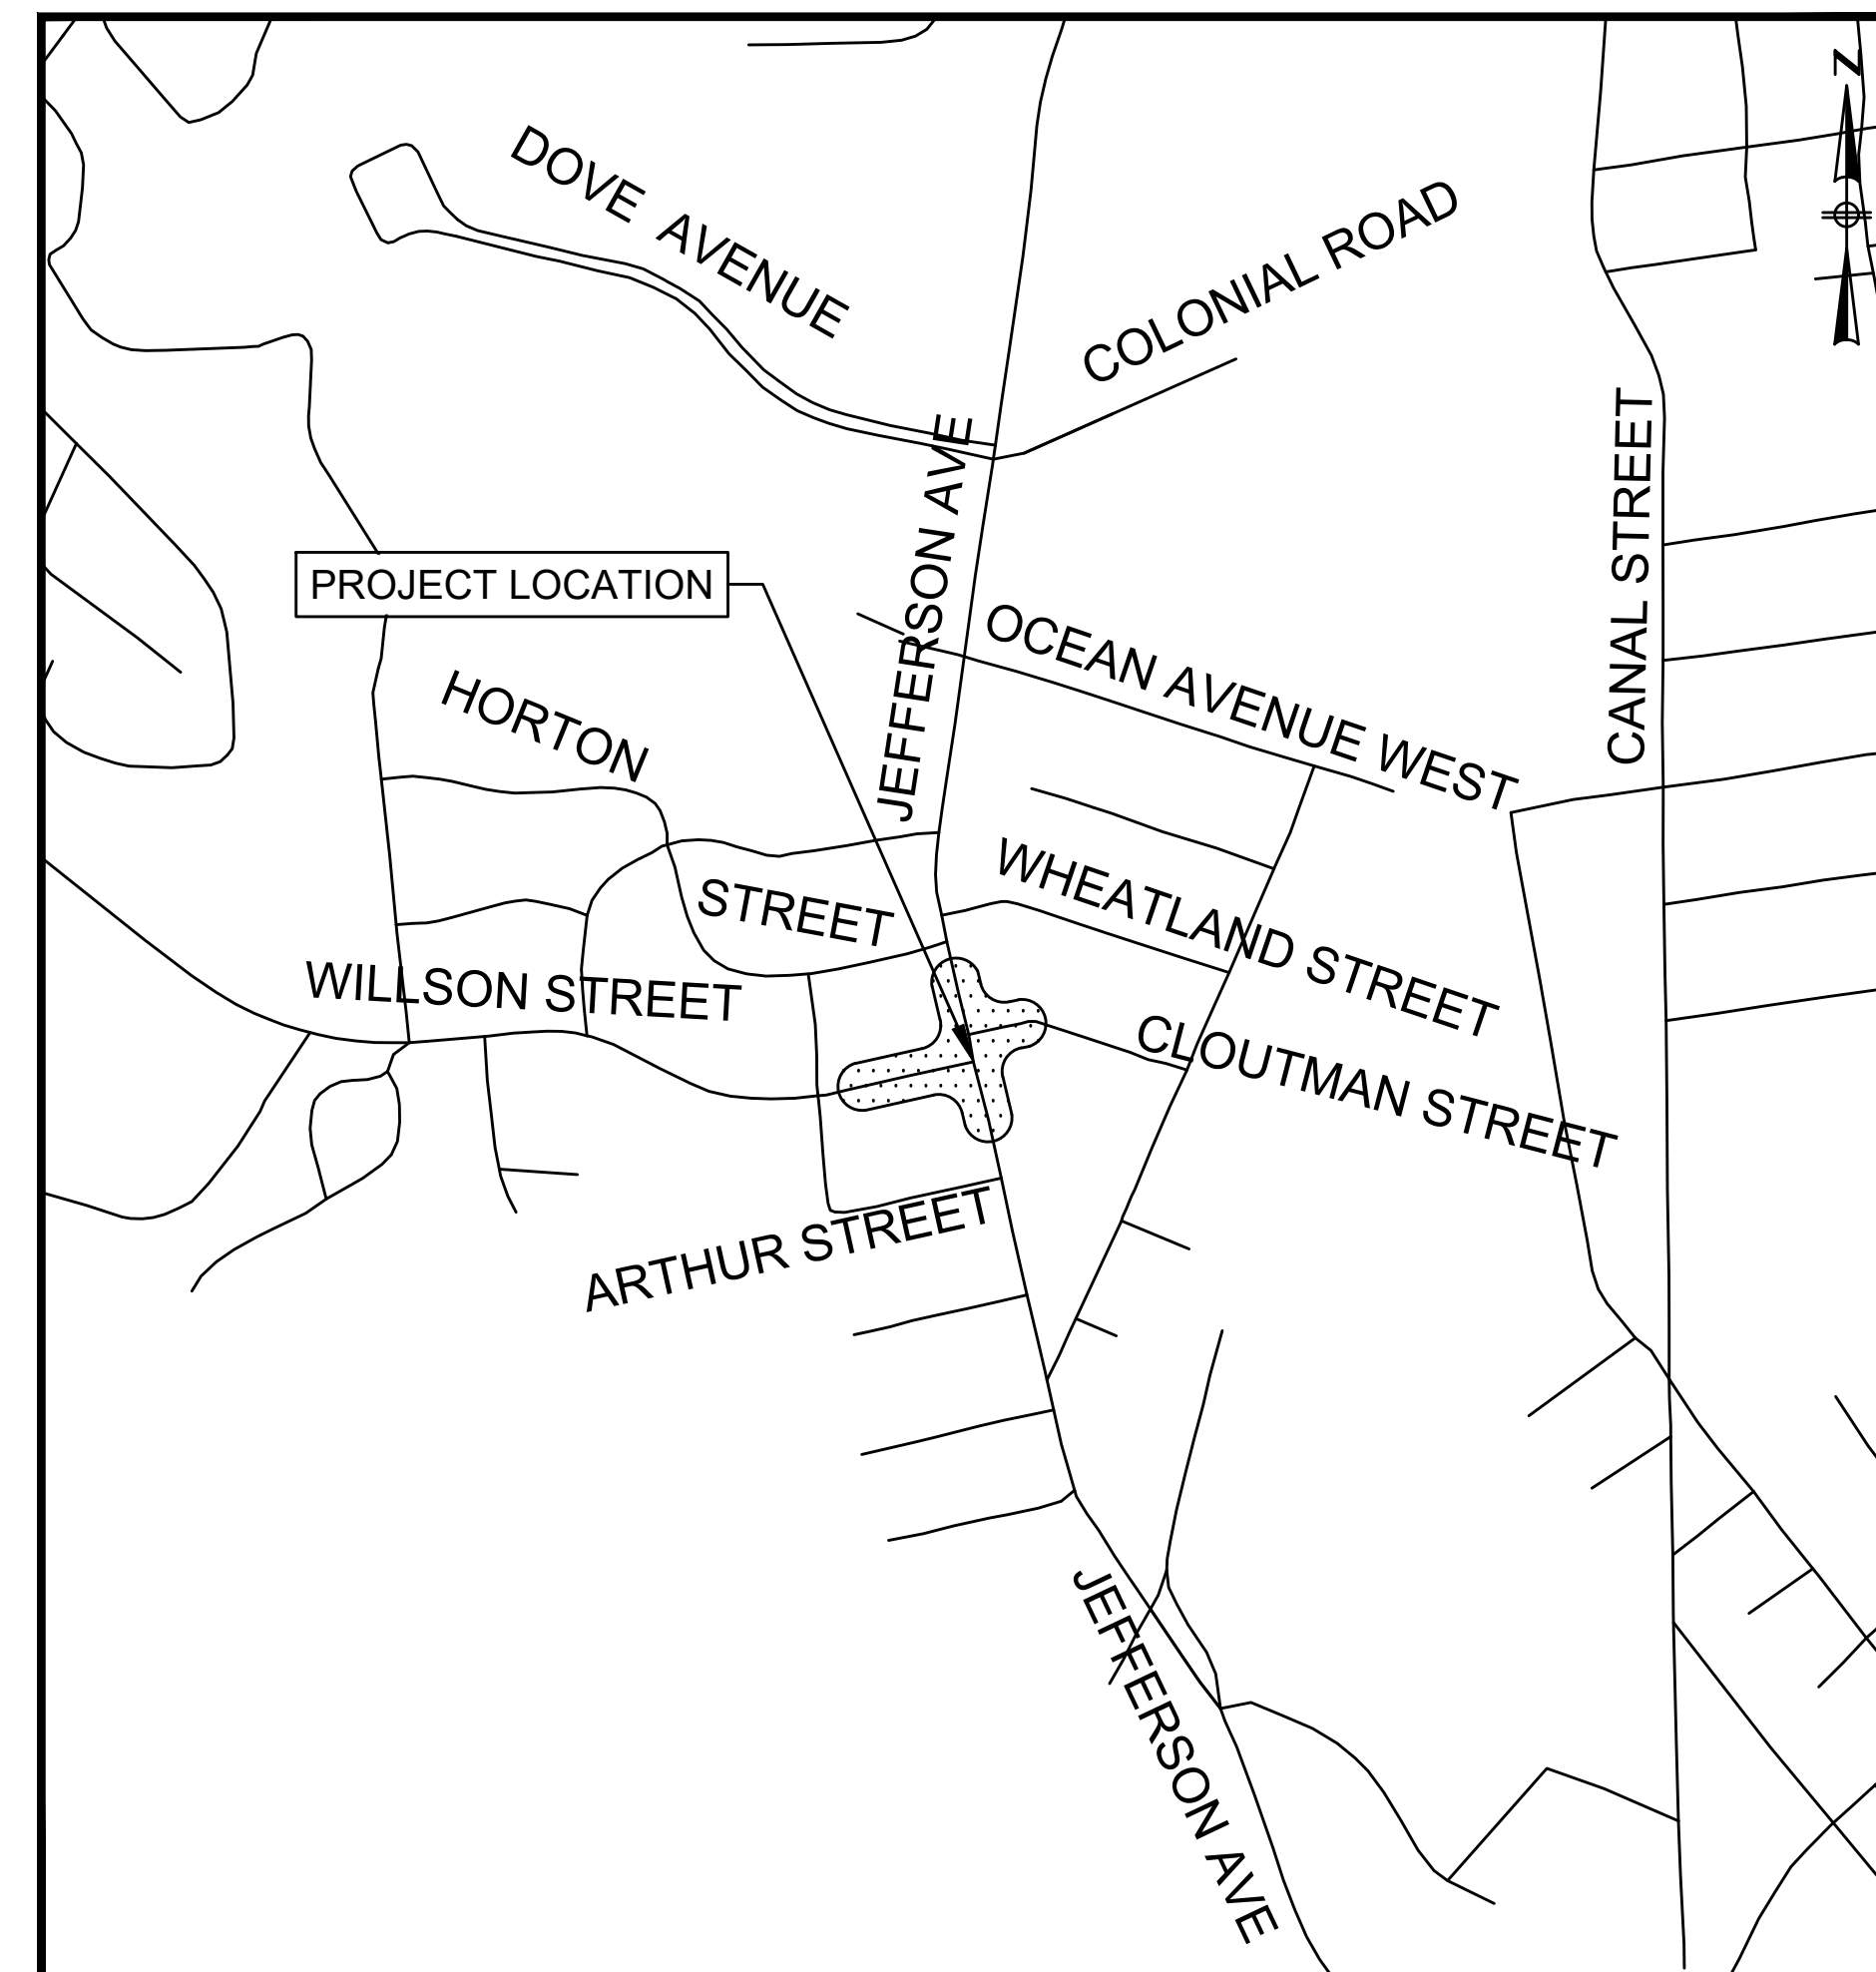 N
DOVE AVENUE
COLONIAL ROAD
JEFFERSON AVE
CANAL STREET
PROJECT LOCATION
OCEAN AVENUE WEST
HORTON
STREET
WHEATLAND STREET
WILLSON STREET
CLOUTMAN STREET
ARTHUR STREET
JEFFERSON AVE